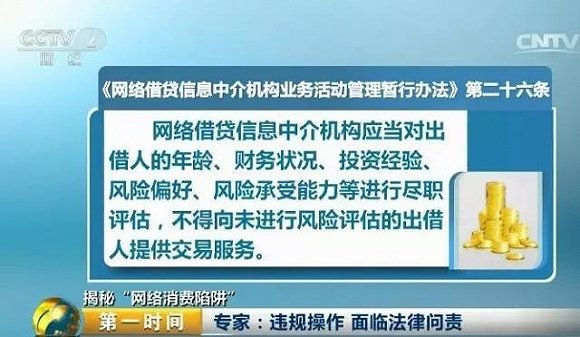 CCTV 2
财经
CNTV
《网络借贷信息中介机构业务活动管理暂行办法》第二十六条
网络借贷信息中介机构应当对出
借人的年龄、财务状况、投资经验、
风险偏好、风险承受能力等进行尽职
评估，不得向未进行风险评估的出借
人提供交易服务。
揭秘“网络消费陷阱”
第一时间
专家：违规操作 面临法律问责